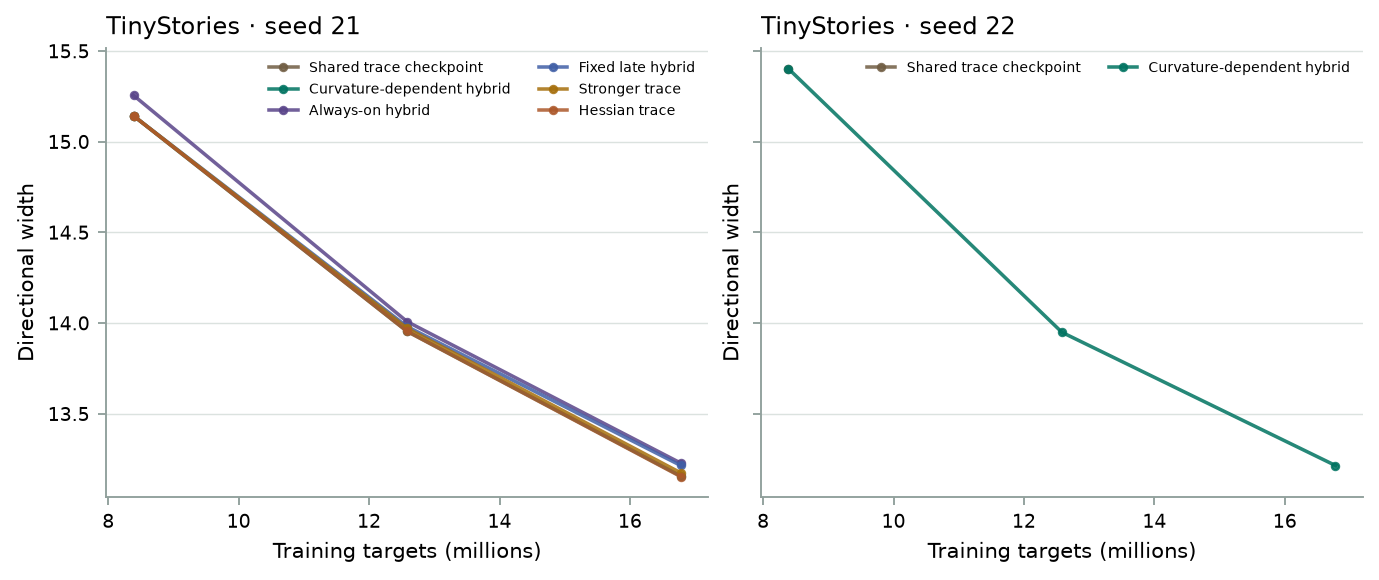 TinyStories · seed 21
TinyStories · seed 22
15.5
15.0
14.5
14.0
13.5
Directional width
Shared trace checkpoint
Curvature-dependent hybrid
Always-on hybrid
Fixed late hybrid
Stronger trace
Hessian trace
8
10
12
14
16
Training targets (millions)
Directional width
Shared trace checkpoint
Curvature-dependent hybrid
8
10
12
14
16
Training targets (millions)